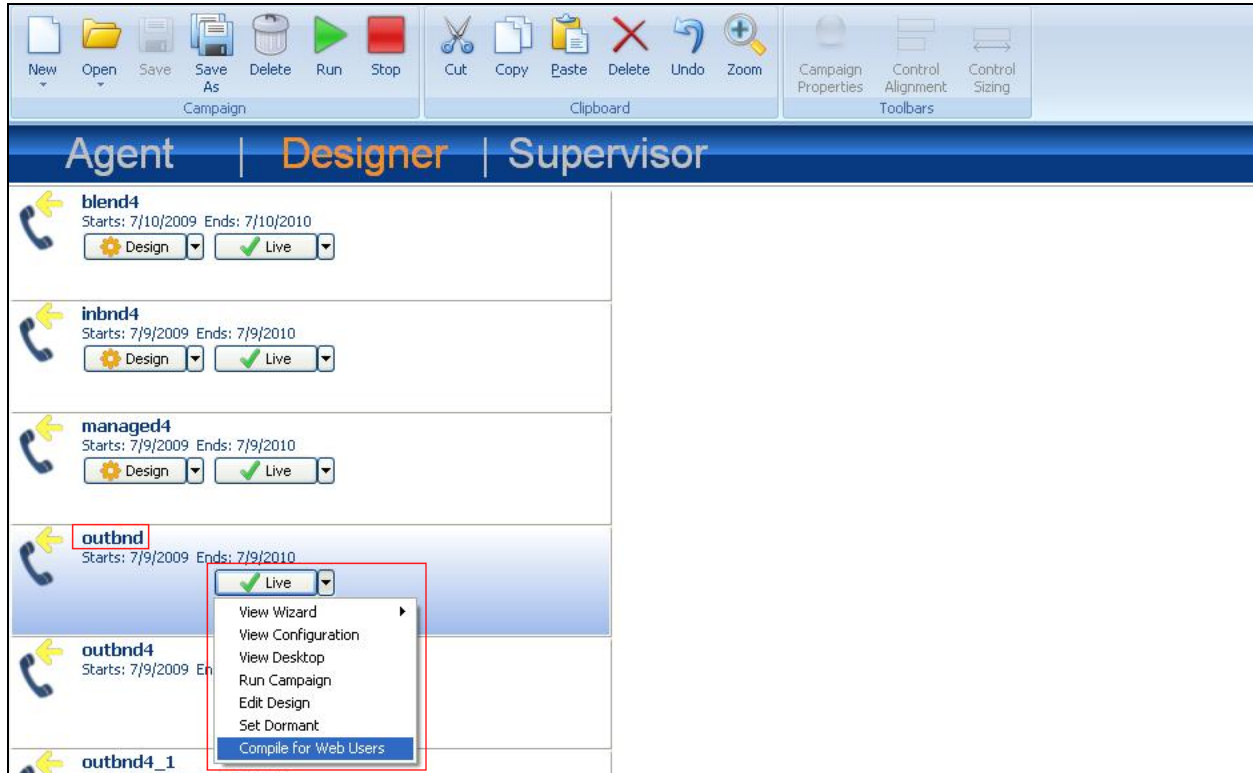 New Open Save Save As Delete Run Stop Cut Copy Paste Delete Undo Zoom Campaign Properties Control Alignment Control Sizing
Campaign Clipboard Toolbars
Agent | Designer | Supervisor
blend4
Starts: 7/10/2009 Ends: 7/10/2010
Design Live
inbnd4
Starts: 7/9/2009 Ends: 7/9/2010
Design Live
managed4
Starts: 7/9/2009 Ends: 7/9/2010
Design Live
outbnd
Starts: 7/9/2009 Ends: 7/9/2010
Live
View Wizard
View Configuration
View Desktop
Run Campaign
Edit Design
Set Dormant
Compile for Web Users
outbnd4
Starts: 7/9/2009 En
outbnd4_1